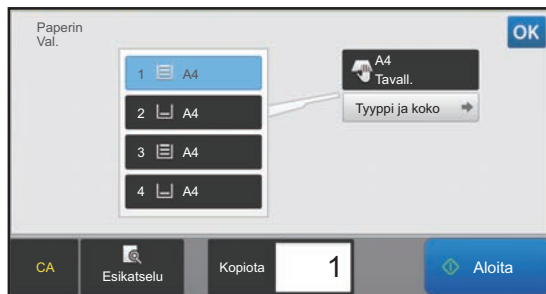 Paperin
Val.
OK
1 A4
2 A4
3 A4
4 A4
A4
Tavall.
Tyyppi ja koko
CA
Esikatselu
Kopiota
1
Aloita